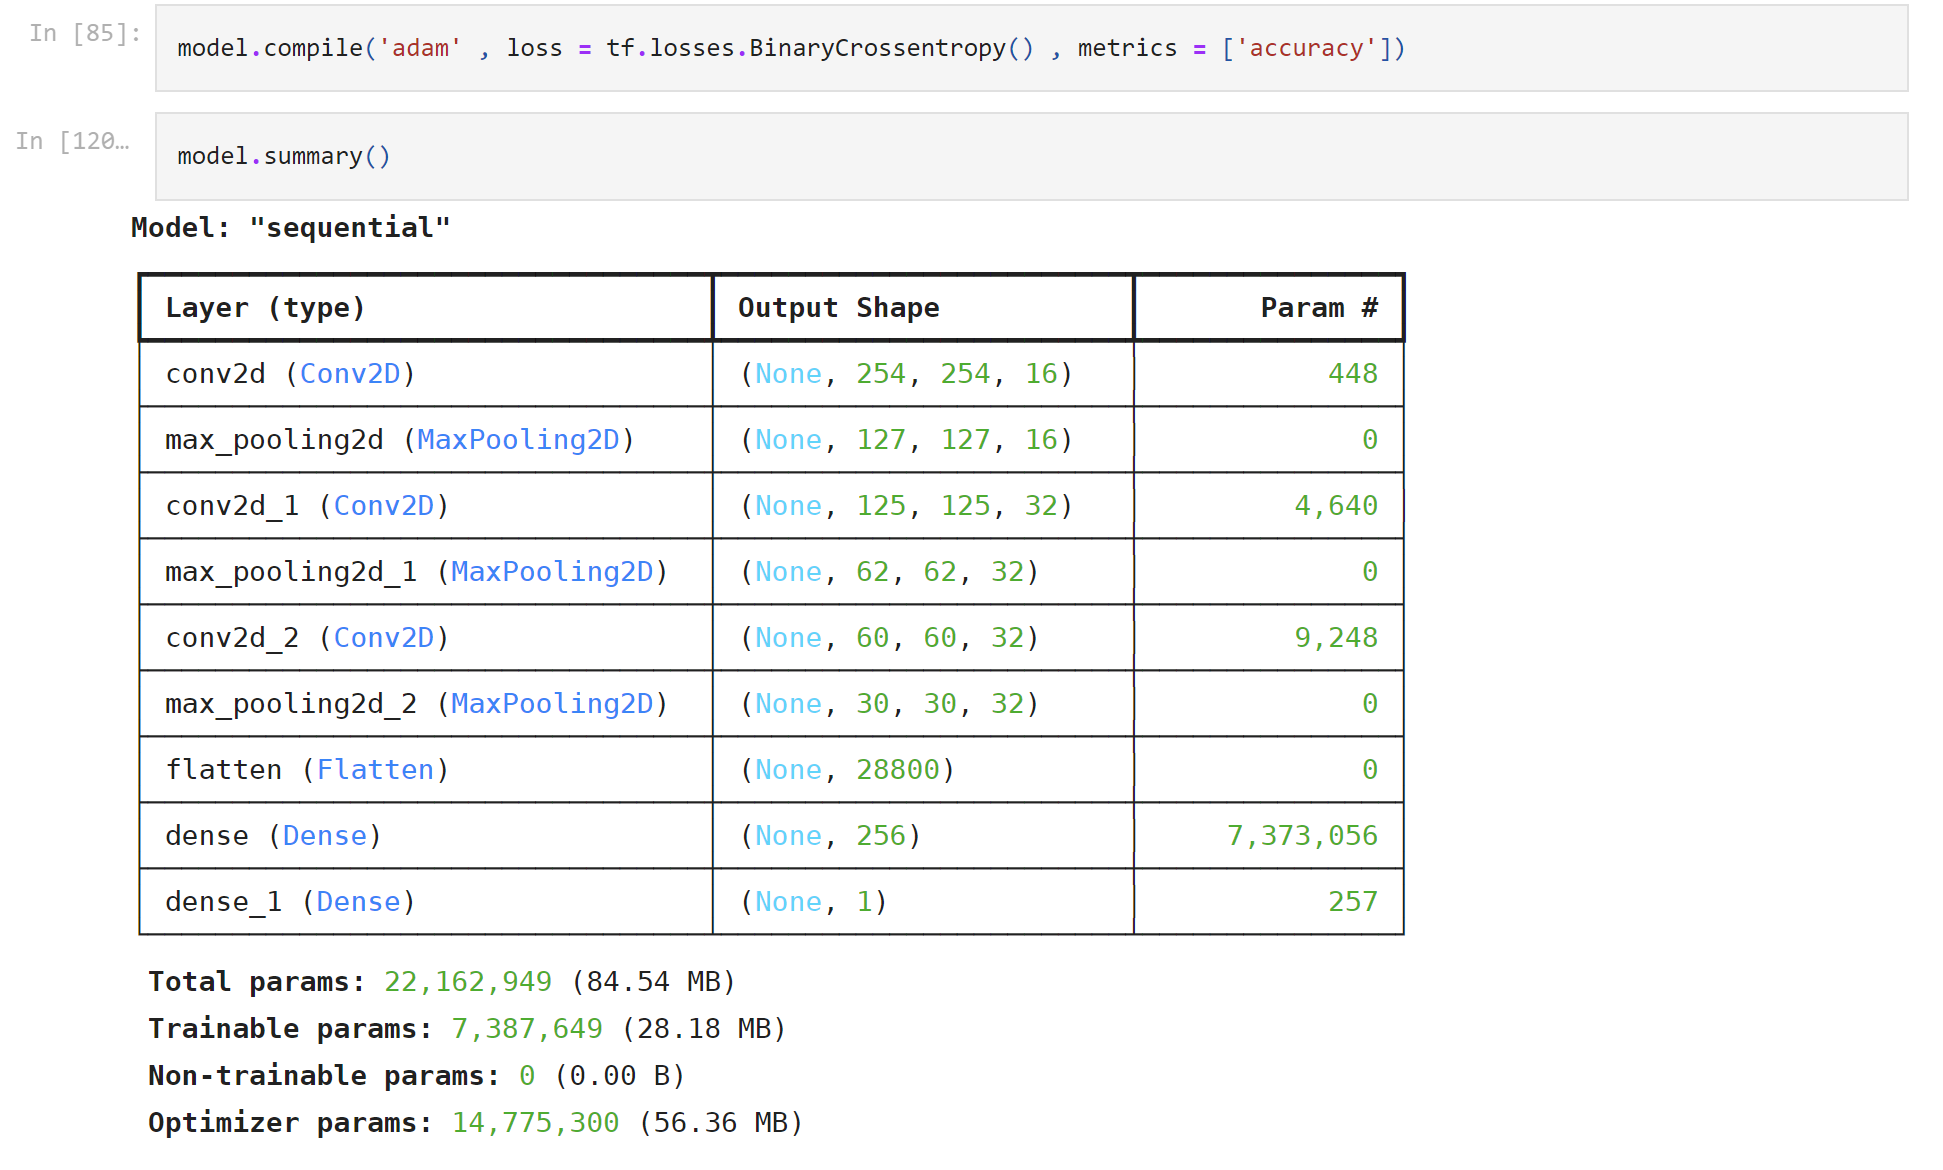 In [85]:
model.compile('adam' , loss = tf.losses.BinaryCrossentropy() , metrics = ['accuracy'])
In [120…
model.summary()
Model: "sequential"
Layer (type) Output Shape Param #
conv2d (Conv2D) (None, 254, 254, 16) 448
max_pooling2d (MaxPooling2D) (None, 127, 127, 16) 0
conv2d_1 (Conv2D) (None, 125, 125, 32) 4,640
max_pooling2d_1 (MaxPooling2D) (None, 62, 62, 32) 0
conv2d_2 (Conv2D) (None, 60, 60, 32) 9,248
max_pooling2d_2 (MaxPooling2D) (None, 30, 30, 32) 0
flatten (Flatten) (None, 28800) 0
dense (Dense) (None, 256) 7,373,056
dense_1 (Dense) (None, 1) 257
Total params: 22,162,949 (84.54 MB)
Trainable params: 7,387,649 (28.18 MB)
Non-trainable params: 0 (0.00 B)
Optimizer params: 14,775,300 (56.36 MB)